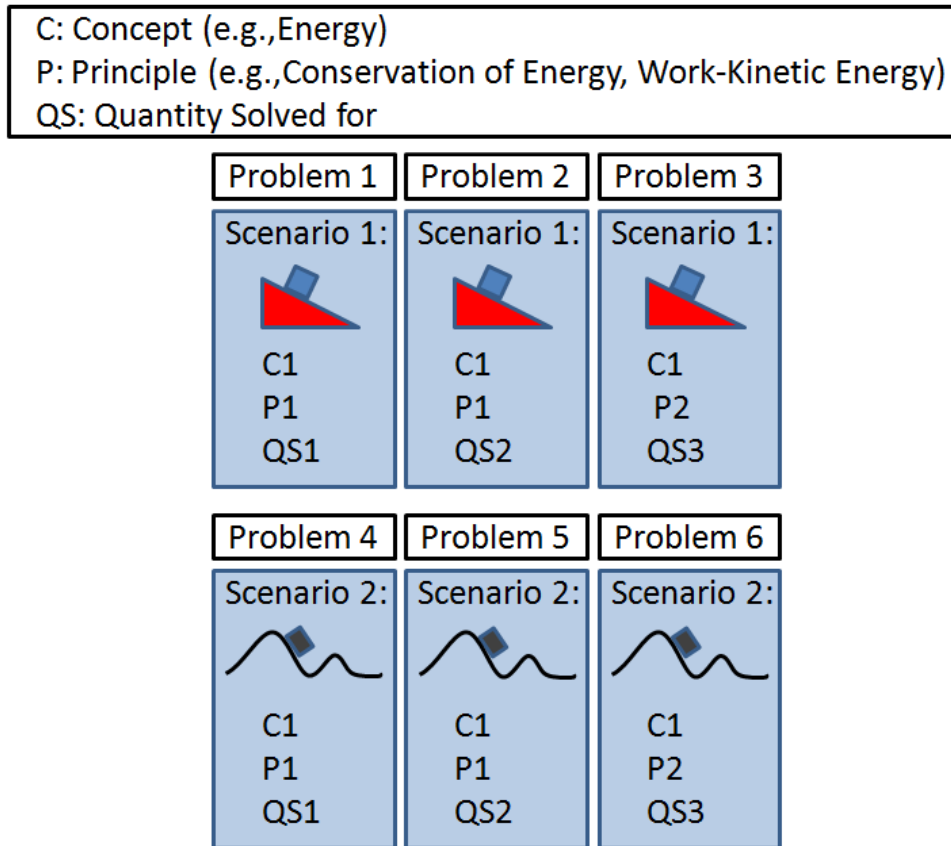 C: Concept (e.g.,Energy)
P: Principle (e.g.,Conservation of Energy, Work-Kinetic Energy)
QS: Quantity Solved for
Problem 1
Problem 2
Problem 3
Scenario 1:
Scenario 1:
Scenario 1:
C1
C1
C1
P1
P1
P2
QS1
QS2
QS3
Problem 4
Problem 5
Problem 6
Scenario 2:
Scenario 2:
Scenario 2:
C1
C1
C1
P1
P1
P2
QS1
QS2
QS3